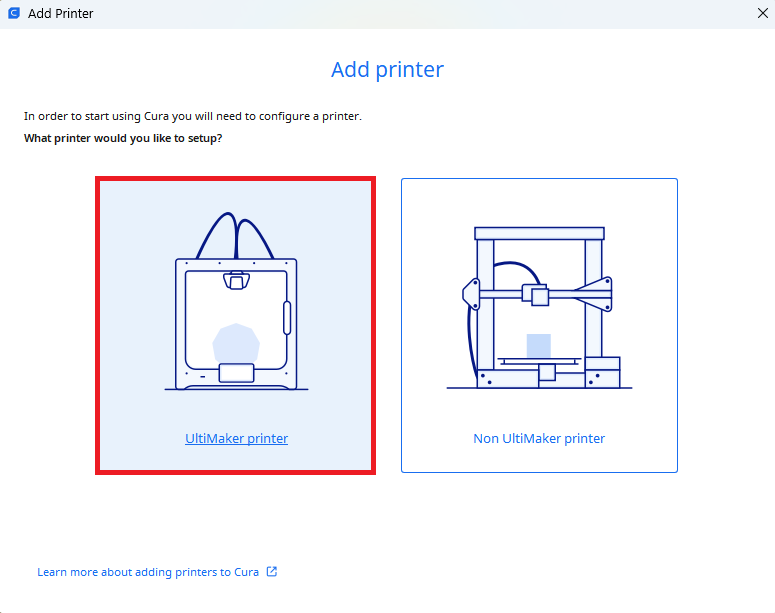 Add Printer
Add printer
In order to start using Cura you will need to configure a printer.
What printer would you like to setup?
UltiMaker printer
Non UltiMaker printer
Learn more about adding printers to Cura